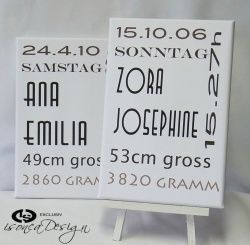 24.4.10
SAMSTAG
ANA
EMILIA
49cm gross
2860 GRAMM
15.10.06
SONNTAG
ZORA
JOSEPHINE
15.27h
53cm gross
3820 GRAMM
EXCLUSIV
isoncaDesign